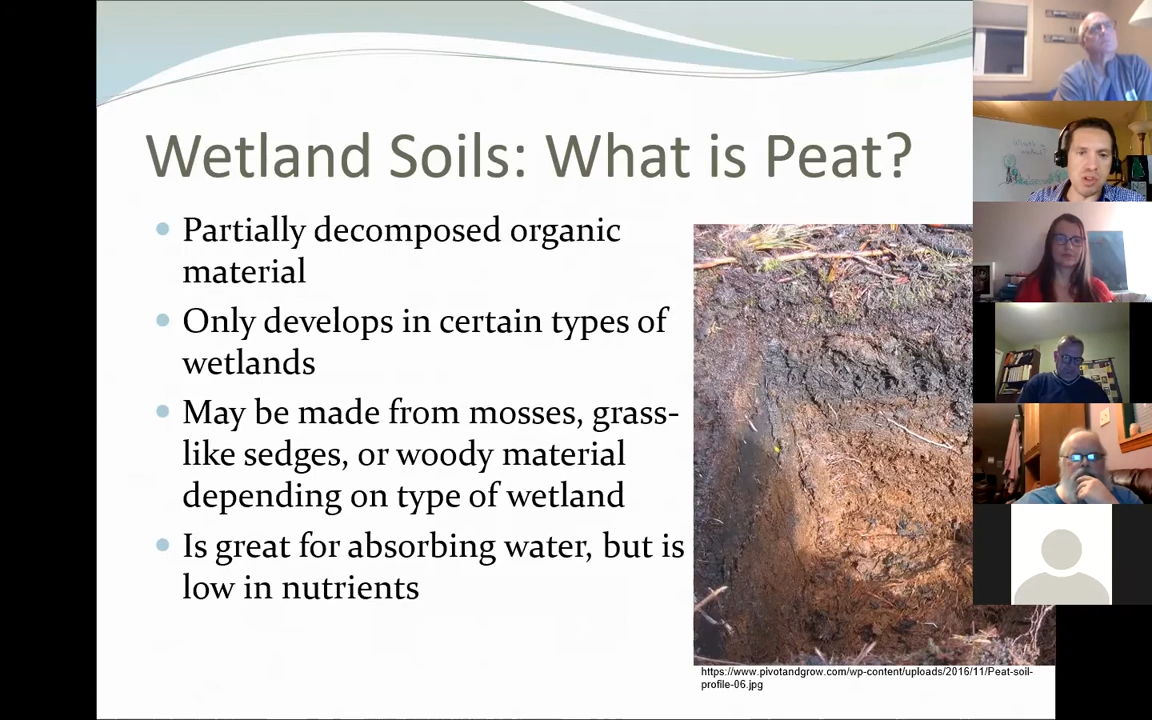 Wetland Soils: What is Peat?
Partially decomposed organic
material
Only develops in certain types of
wetlands
May be made from mosses, grass-
like sedges, or woody material
depending on type of wetland
Is great for absorbing water, but is
low in nutrients
https://www.pivotandgrow.com/wp-content/uploads/2016/11/Peat-soil-
profile-06.jpg